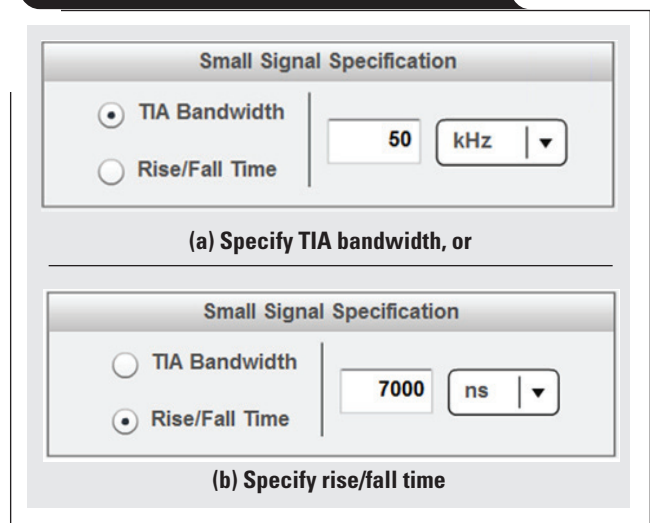 Small Signal Specification
TIA Bandwidth
50 kHz
Rise/Fall Time
(a) Specify TIA bandwidth, or
Small Signal Specification
TIA Bandwidth
7000 ns
Rise/Fall Time
(b) Specify rise/fall time